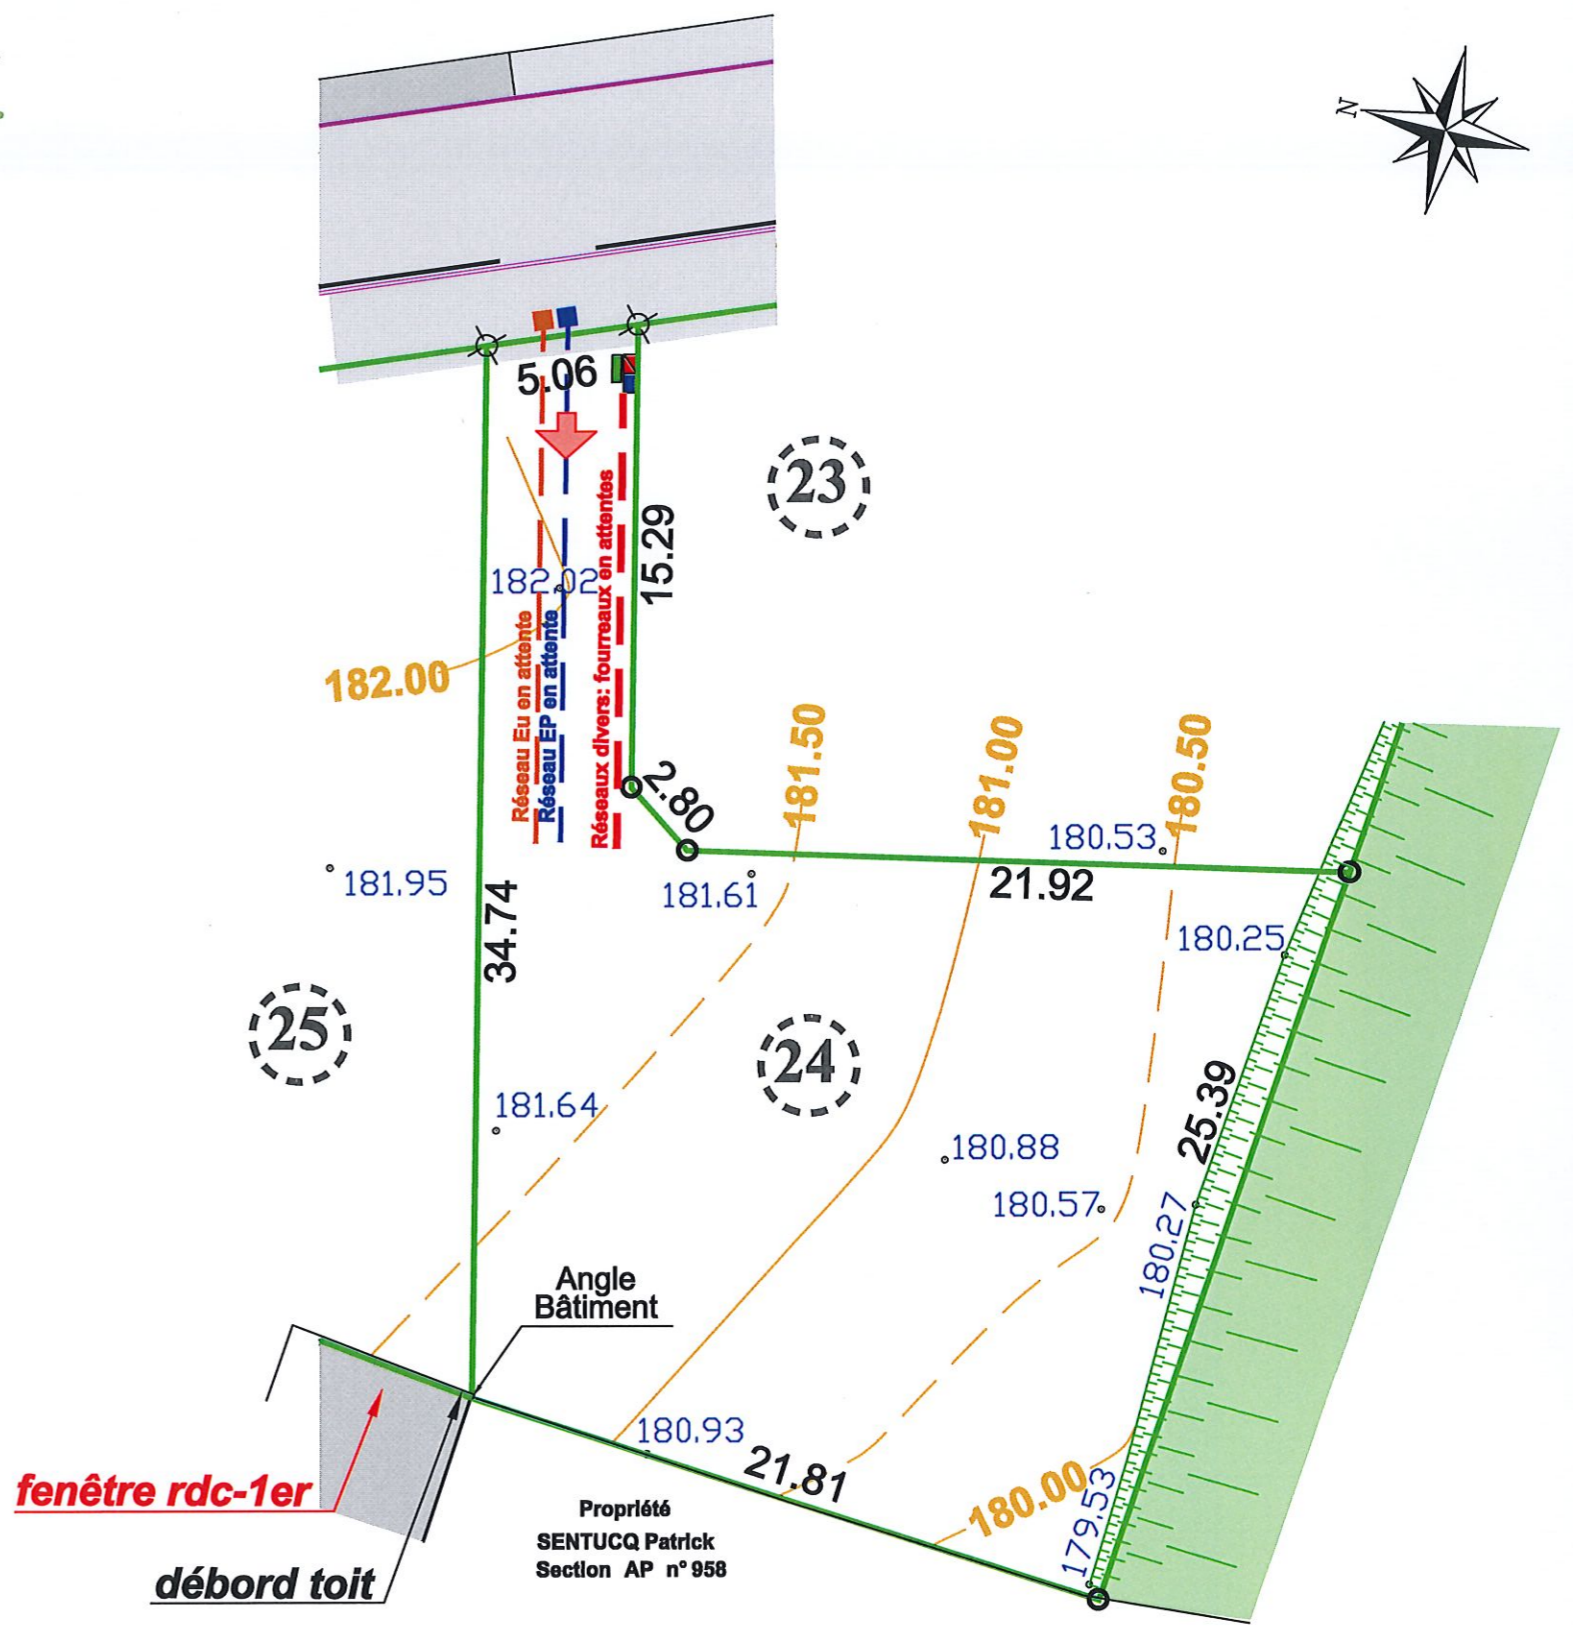 N
5.06
23
15.29
182.02
Réseau Eu en attente
Réseau EP en attente
Réseaux divers: fourreaux en attentes
182.00
2.80
181.50
181.00
180.50
180.53
181.95
181.61
21.92
34.74
180.25
25
24
181.64
25.39
180.88
180.57
180.27
Angle
Bâtiment
180.93
21.81
180.00
179.53
fenêtre rdc-1er
Propriété
SENTUCQ Patrick
Section AP n° 958
débord toit